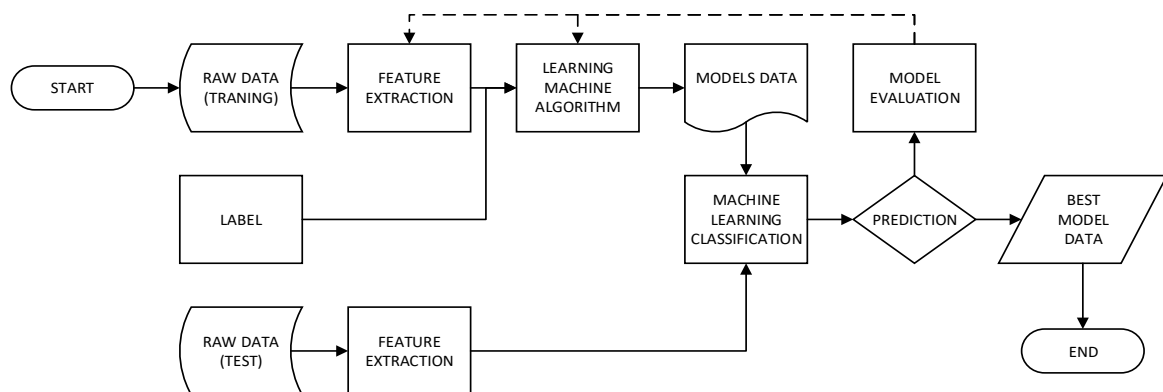 START
RAW DATA
(TRANING)
FEATURE
EXTRACTION
LEARNING
MACHINE
ALGORITHM
MODELS DATA
MODEL
EVALUATION
LABEL
MACHINE
LEARNING
CLASSIFICATION
PREDICTION
BEST
MODEL
DATA
RAW DATA
(TEST)
FEATURE
EXTRACTION
END